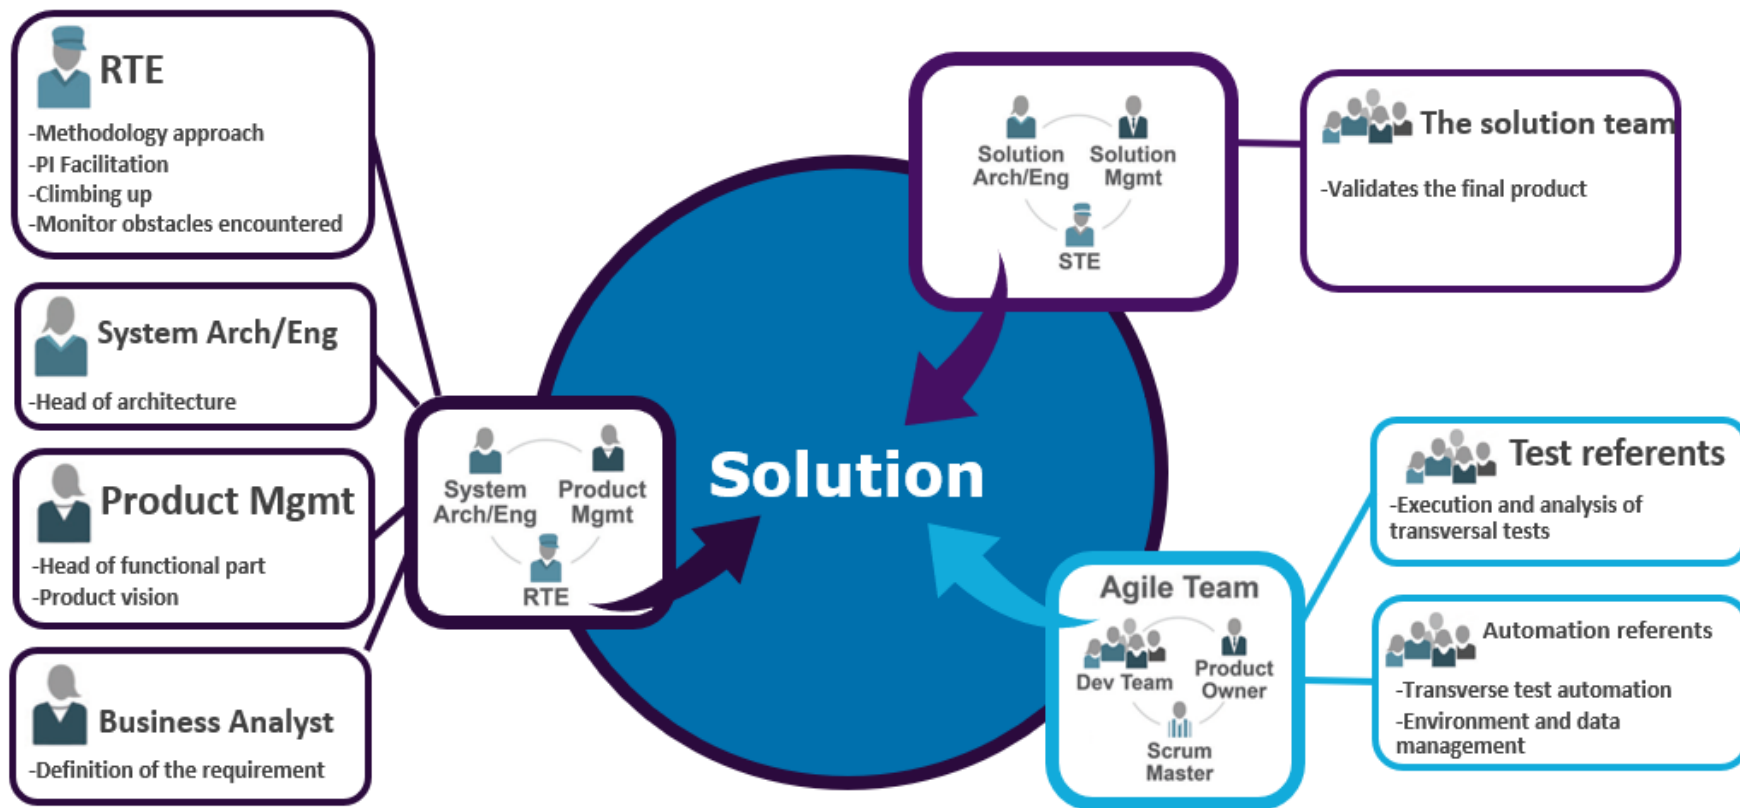 RTE
-Methodology approach
-PI Facilitation
-Climbing up
-Monitor obstacles encountered
System Arch/Eng
-Head of architecture
Product Mgmt
-Head of functional part
-Product vision
Business Analyst
-Definition of the requirement
System
Arch/Eng
Product
Mgmt
RTE
Solution
Solution
Arch/Eng
Solution
Mgmt
STE
The solution team
-Validates the final product
Agile Team
Dev Team
Product
Owner
Scrum
Master
Test referents
-Execution and analysis of
transversal tests
Automation referents
-Transverse test automation
-Environment and data
management